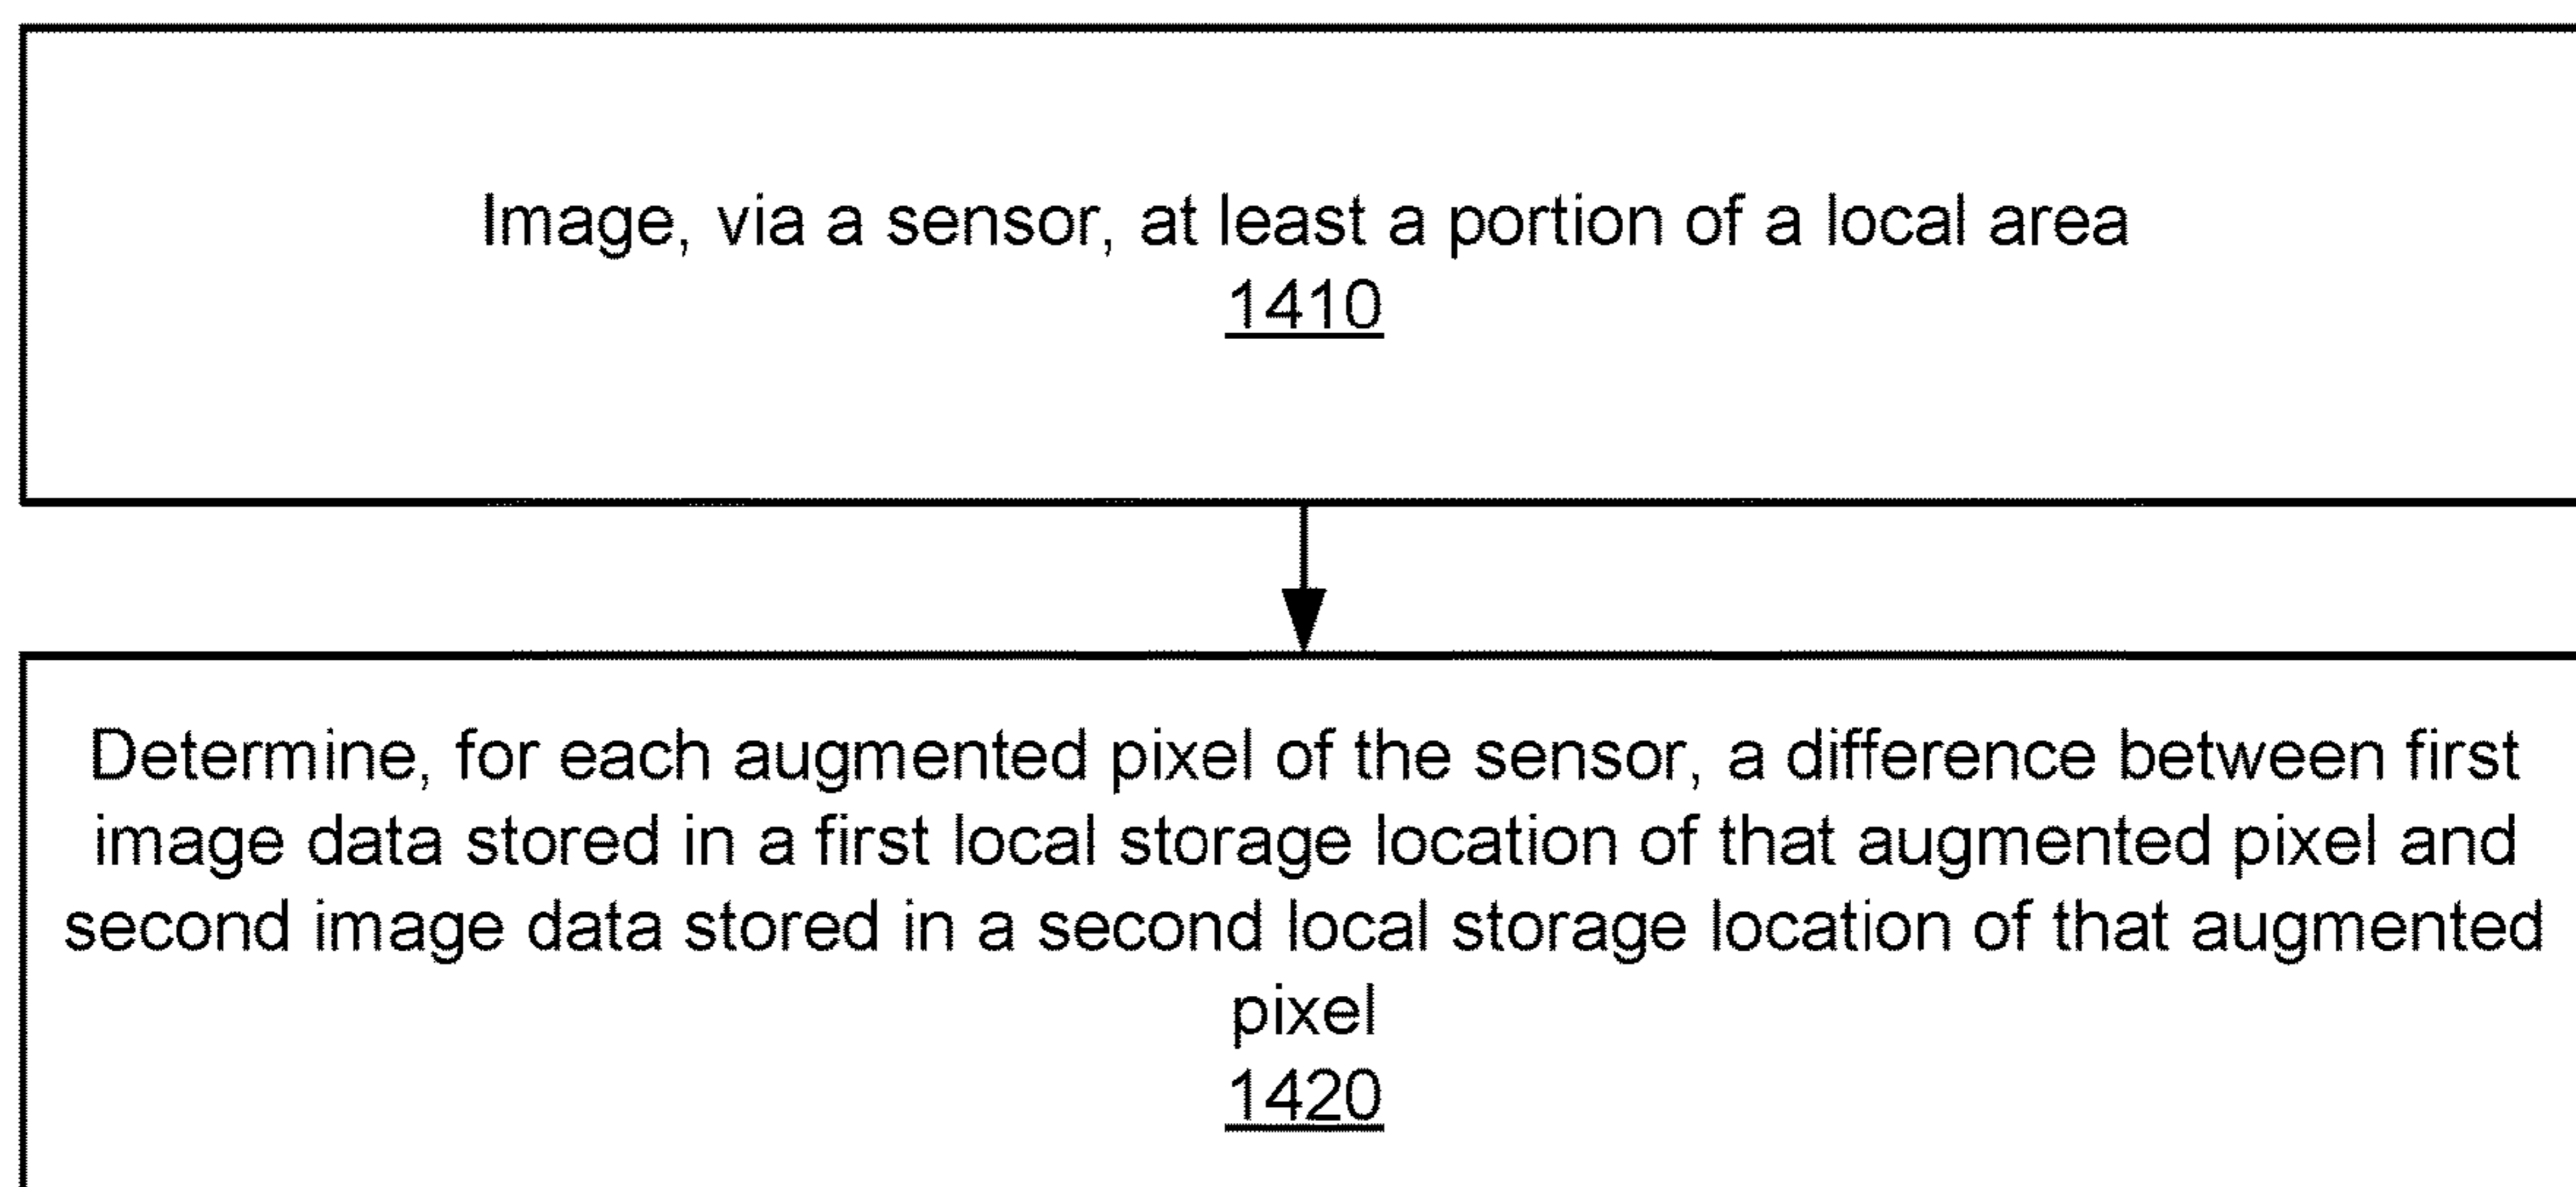 Image, via a sensor, at least a portion of a local area
1410
Determine, for each augmented pixel of the sensor, a difference between first
image data stored in a first local storage location of that augmented pixel and
second image data stored in a second local storage location of that augmented
pixel
1420